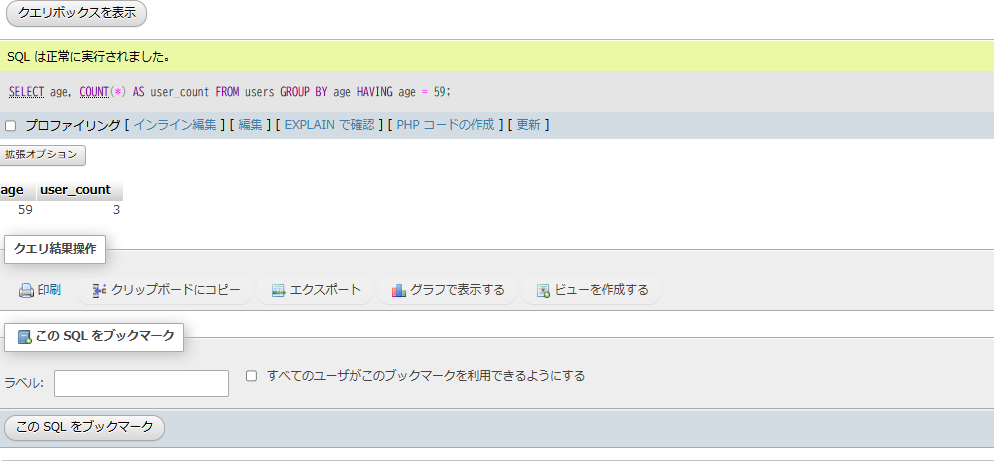 クエリボックスを表示
SQL は正常に実行されました。
SELECT age, COUNT(*) AS user_count FROM users GROUP BY age HAVING age = 59;
プロファイリング [ インライン編集 ] [ 編集 ] [ EXPLAIN で確認 ] [ PHP コードの作成 ] [ 更新 ]
拡張オプション
age user_count
59 3
クエリ結果操作
印刷 クリップボードにコピー エクスポート グラフで表示する ビューを作成する
この SQL をブックマーク
ラベル: すべてのユーザがこのブックマークを利用できるようにする
この SQL をブックマーク